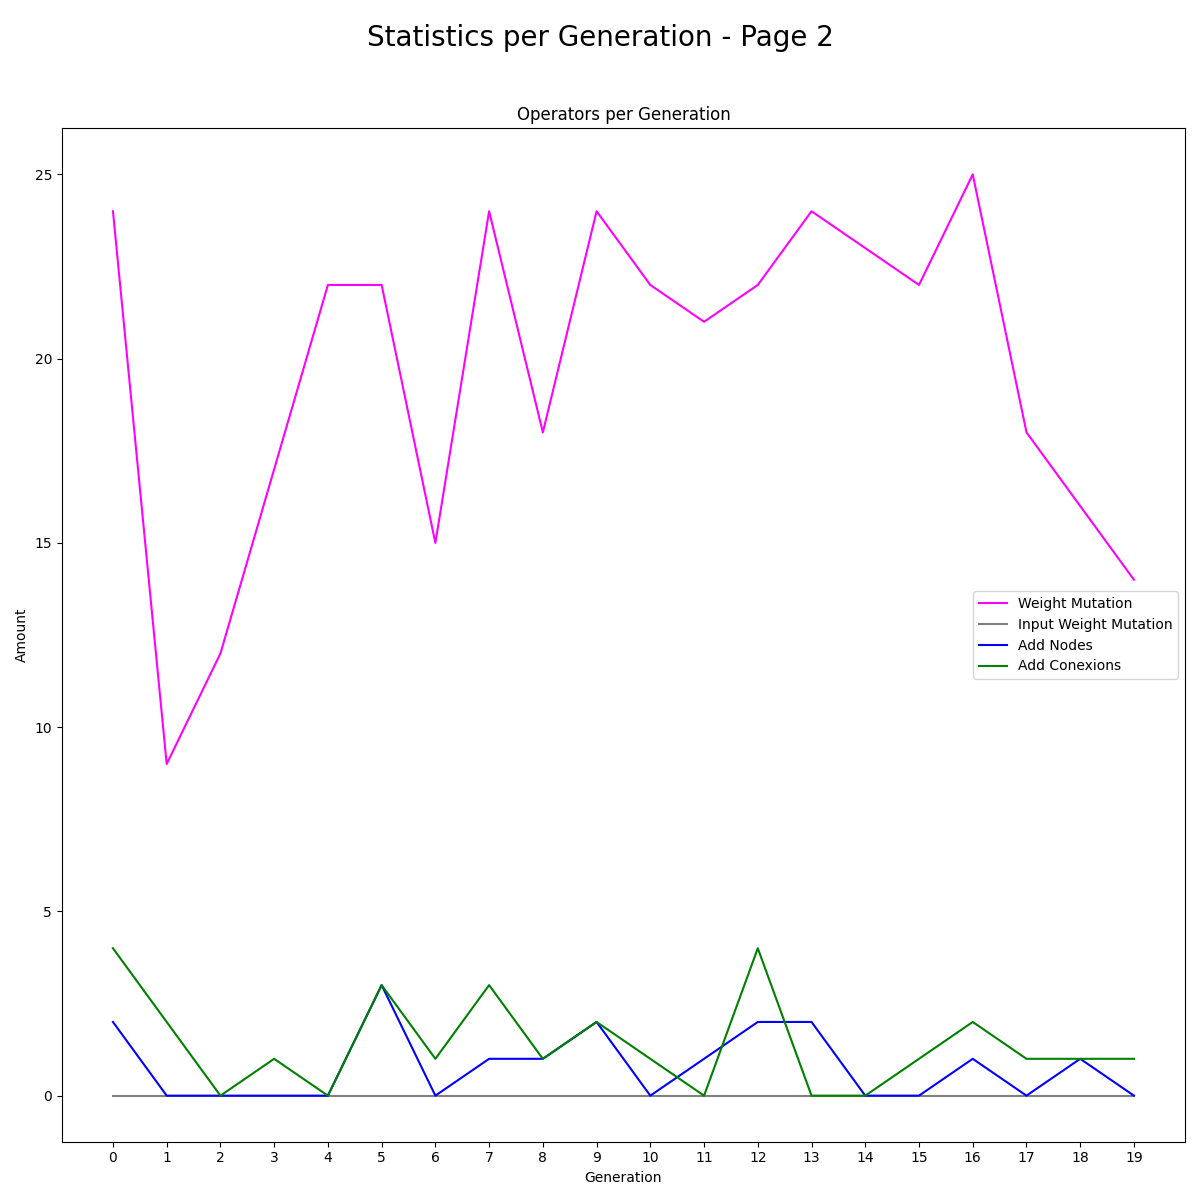 Statistics per Generation - Page 2
Operators per Generation
25
20
15
10
5
0
Amount
Weight Mutation
Input Weight Mutation
Add Nodes
Add Conexions
0 1 2 3 4 5 6 7 8 9 10 11 12 13 14 15 16 17 18 19
Generation